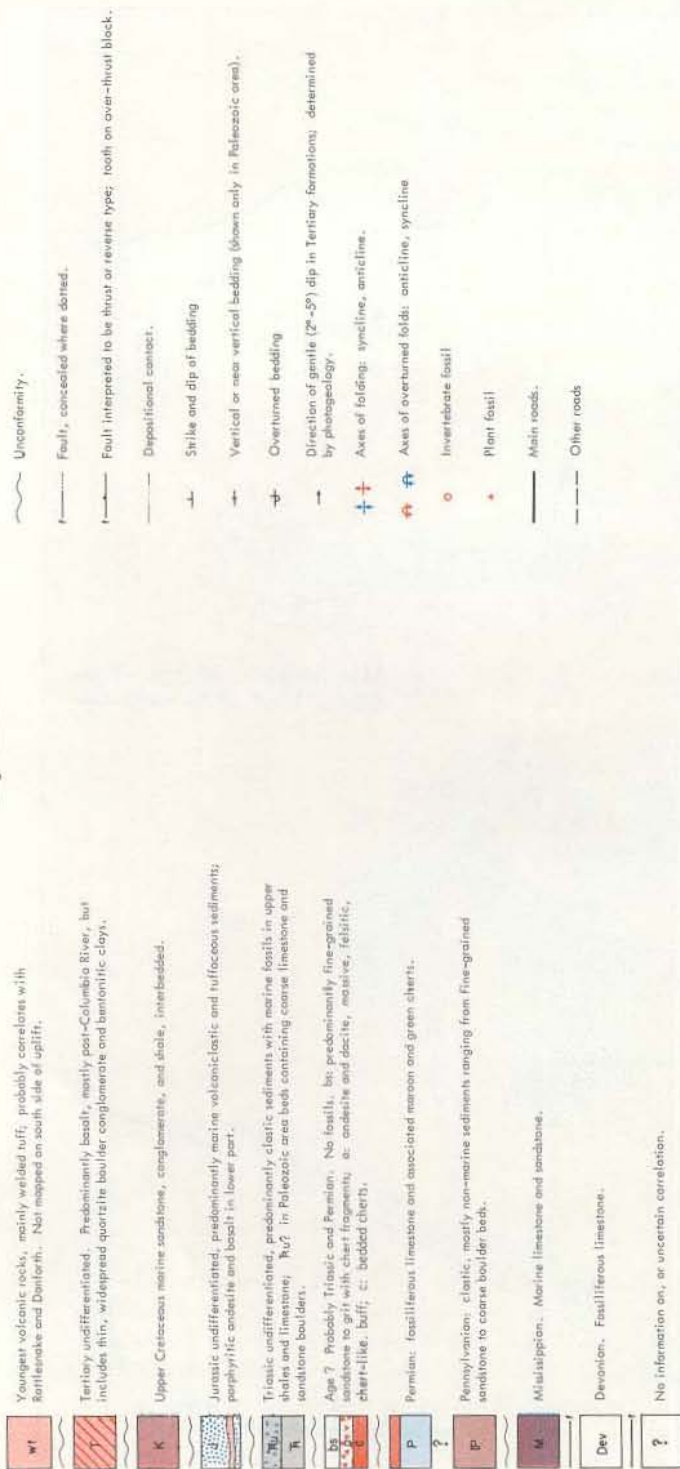 wt
Youngest volcanic rocks, mainly welded tuff; probably correlates with
Rattlesnake and Danforth. Not mapped on south side of uplift.
T
Tertiary undifferentiated. Predominantly basalt, mostly post-Columbia River, but
includes thin, widespread quartzite boulder conglomerate and bentonitic clays.
K
Upper Cretaceous marine sandstone, conglomerate, and shale, interbedded.
J
Jurassic undifferentiated, predominantly marine volcaniclastic and tuffaceous sediments;
porphyritic andesite and basalt in lower part.
Ʀu
Ʀ
Triassic undifferentiated, predominantly clastic sediments with marine fossils in upper
shales and limestone; Ʀu? in Paleozoic area beds containing coarse limestone and
sandstone boulders.
bs
a
c
Age ? Probably Triassic and Permian. No fossils. bs: predominantly fine-grained
sandstone to grit with chert fragments; a: andesite and dacite, massive, felsitic,
chert-like, buff; c: bedded cherts.
P
Permian: fossiliferous limestone and associated maroon and green cherts.
?
IP
Pennsylvanian: clastic, mostly non-marine sediments ranging from fine-grained
sandstone to coarse boulder beds.
M
Mississippian. Marine limestone and sandstone.
Dev
Devonian. Fossiliferous limestone.
?
No information on, or uncertain correlation.
Unconformity.
Fault, concealed where dotted.
Fault interpreted to be thrust or reverse type; tooth on over-thrust block.
Depositional contact.
Strike and dip of bedding
Vertical or near vertical bedding (shown only in Paleozoic area).
Overturned bedding
Direction of gentle (2°-5°) dip in Tertiary formations; determined
by photogeology.
Axes of folding: syncline, anticline.
Axes of overturned folds: anticline, syncline
Invertebrate fossil
Plant fossil
Main roads.
Other roads